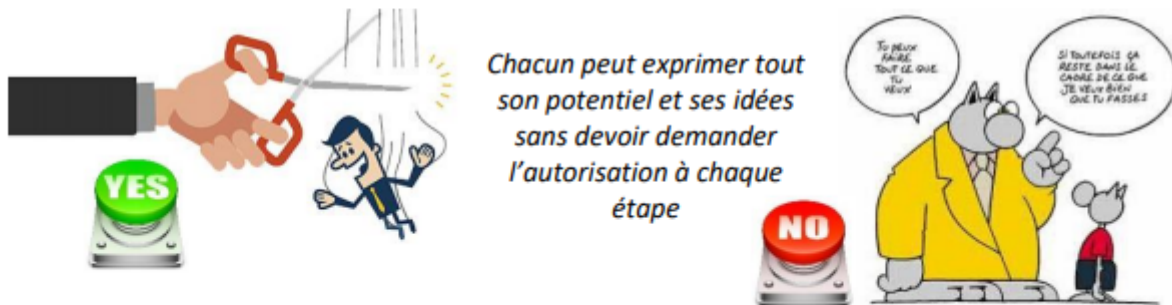 YES
Chacun peut exprimer tout
son potentiel et ses idées
sans devoir demander
l'autorisation à chaque
étape
NO
TU PEUX
FAIRE
TOUT CE QUE
TU
VEUX
SI TOUTEFOIS ÇA
RESTE DANS LE
CADRE DE CE QUE
JE VEUX BIEN
QUE TU FASSES